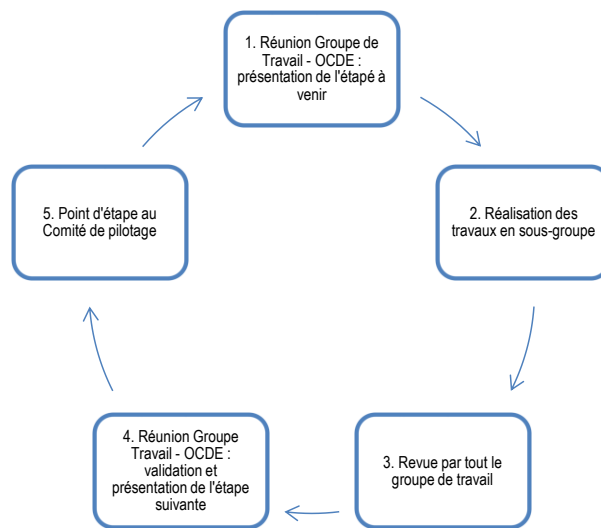 1. Réunion Groupe de
Travail - OCDE :
présentation de l'étapé à
venir
2. Réalisation des
travaux en sous-groupe
3. Revue par tout le
groupe de travail
4. Réunion Groupe
Travail - OCDE :
validation et
présentation de l'étape
suivante
5. Point d'étape au
Comité de pilotage